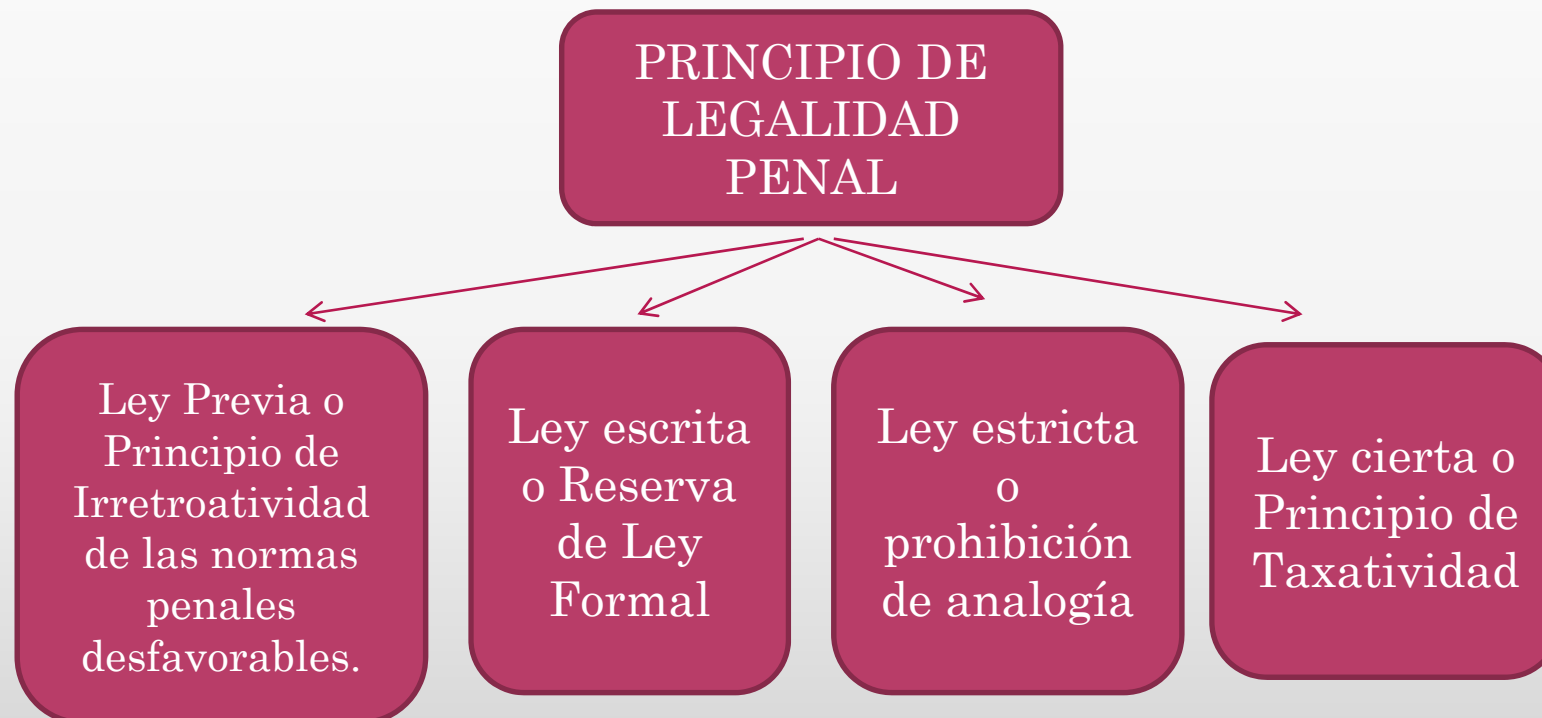 PRINCIPIO DE
LEGALIDAD
PENAL
Ley Previa o
Principio de
Irretroatividad
de las normas
penales
desfavorables.
Ley escrita
o Reserva
de Ley
Formal
Ley estricta
o
prohibición
de analogía
Ley cierta o
Principio de
Taxatividad